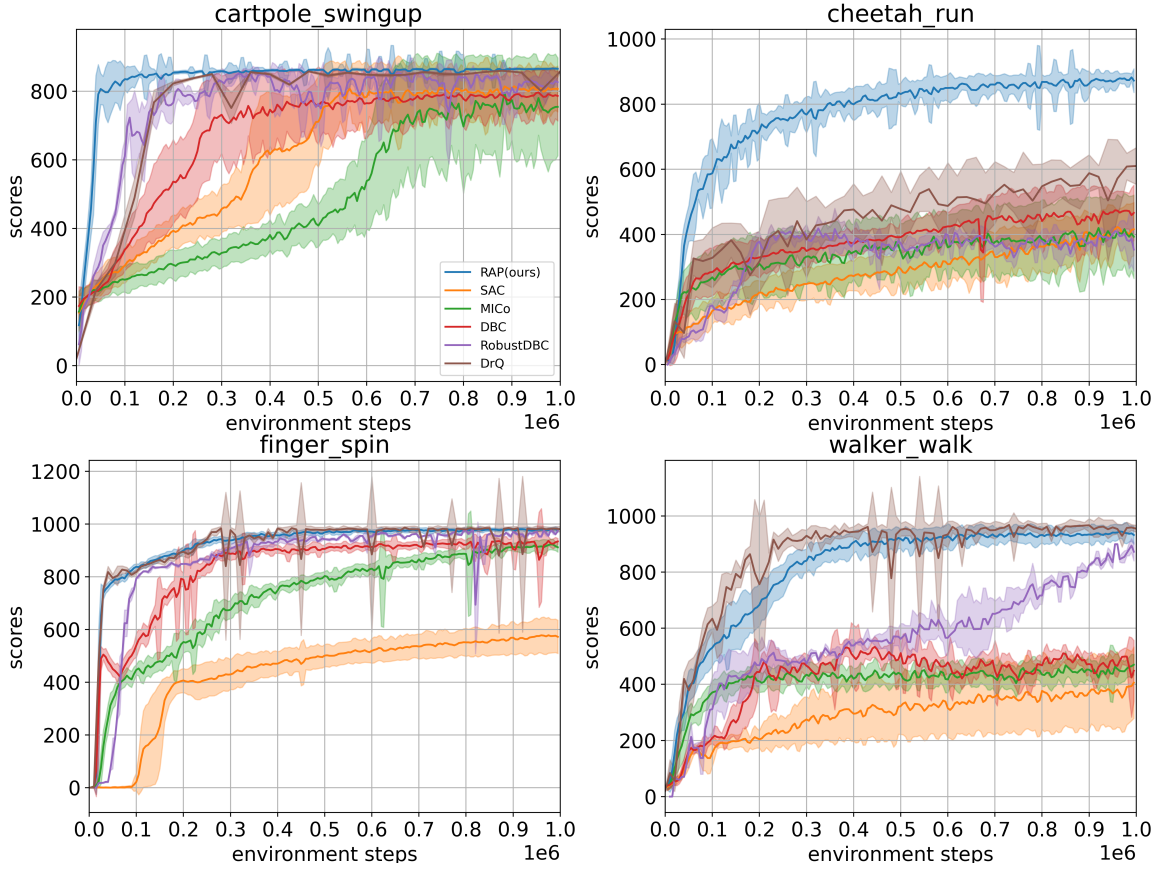 cartpole_swingup
800
600
400
200
0
scores
RAP(ours)
SAC
MICo
DBC
RobustDBC
DrQ
0.0 0.1 0.2 0.3 0.4 0.5 0.6 0.7 0.8 0.9 1.0
environment steps
1e6
cheetah_run
1000
800
600
400
200
0
scores
0.0 0.1 0.2 0.3 0.4 0.5 0.6 0.7 0.8 0.9 1.0
environment steps
1e6
finger_spin
1200
1000
800
600
400
200
0
scores
0.0 0.1 0.2 0.3 0.4 0.5 0.6 0.7 0.8 0.9 1.0
environment steps
1e6
walker_walk
1000
800
600
400
200
0
scores
0.0 0.1 0.2 0.3 0.4 0.5 0.6 0.7 0.8 0.9 1.0
environment steps
1e6